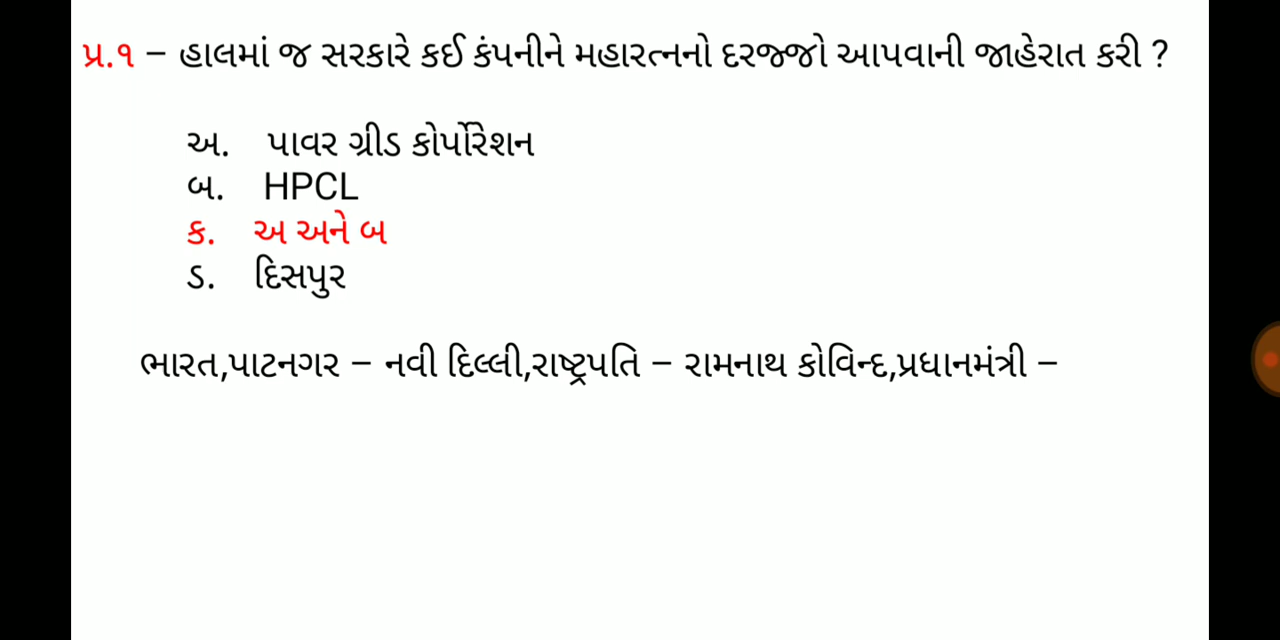 પ્ર.૧ – હાલમાં જ સરકારે કઈ કંપનીને મહારત્નનો દરજ્જો આપવાની જાહેરાત કરી ?
અ. પાવર ગ્રીડ કોર્પોરેશન
બ. HPCL
ક. અ અને બ
ડ. દિસપુર
ભારત,પાટનગર – નવી દિલ્લી,રાષ્ટ્રપતિ – રામનાથ કોવિન્દ,પ્રધાનમંત્રી –